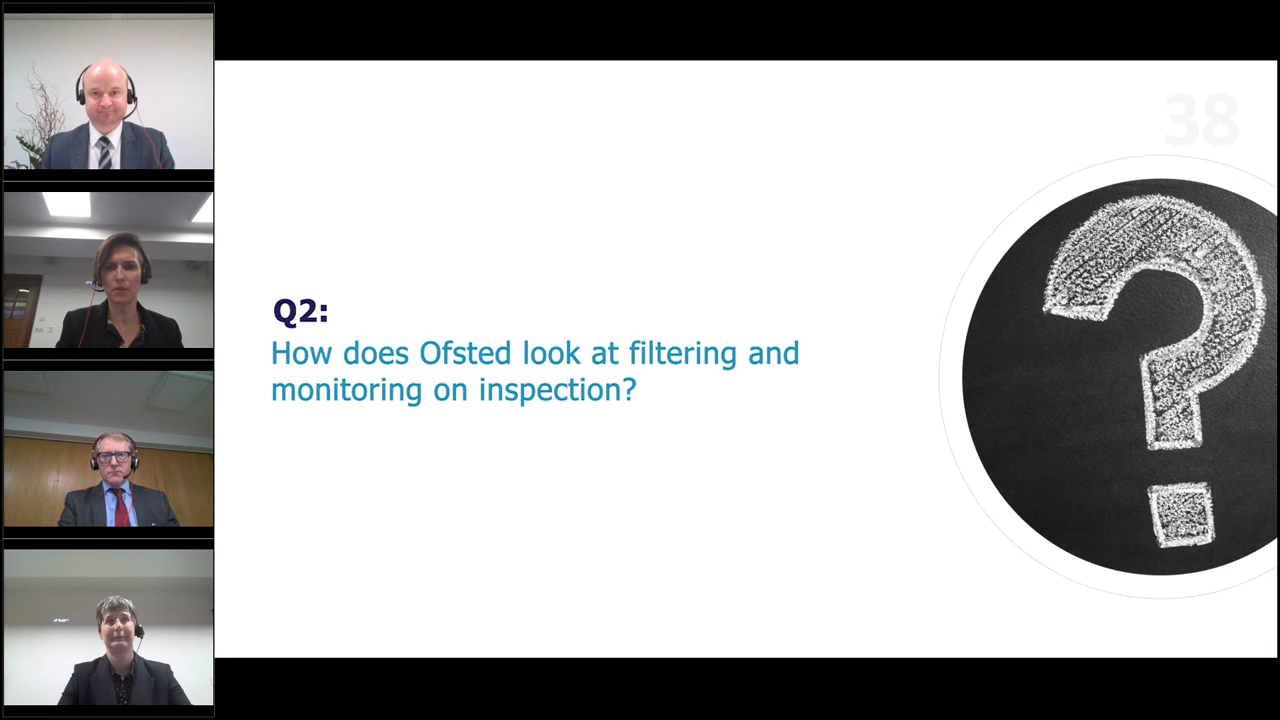 38
Q2:
How does Ofsted look at filtering and
monitoring on inspection?